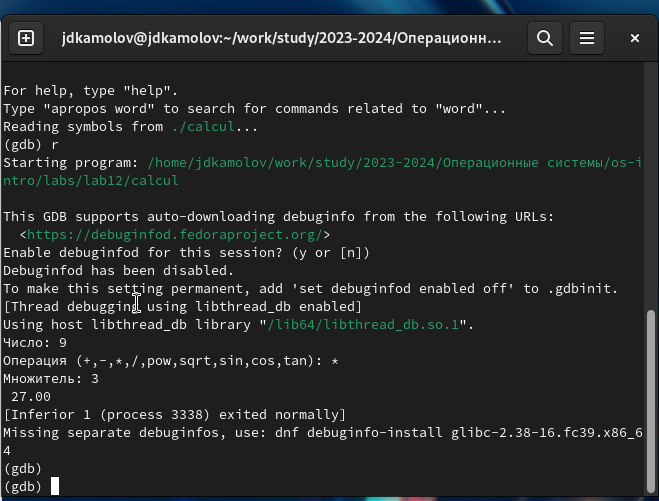 jdkamolov@jdkamolov:~/work/study/2023-2024/Операционн...
For help, type "help".
Type "apropos word" to search for commands related to "word"...
Reading symbols from ./calcul...
(gdb) r
Starting program: /home/jdkamolov/work/study/2023-2024/Операционные системы/os-i
ntro/labs/lab12/calcul
This GDB supports auto-downloading debuginfo from the following URLs:
<https://debuginfod.fedoraproject.org/>
Enable debuginfod for this session? (y or [n])
Debuginfod has been disabled.
To make this setting permanent, add 'set debuginfod enabled off' to .gdbinit.
[Thread debugging using libthread_db enabled]
Using host libthread_db library "/lib64/libthread_db.so.1".
Число: 9
Операция (+,-,*,/,pow,sqrt,sin,cos,tan): *
Множитель: 3
27.00
[Inferior 1 (process 3338) exited normally]
Missing separate debuginfos, use: dnf debuginfo-install glibc-2.38-16.fc39.x86_6
4
(gdb)
(gdb)